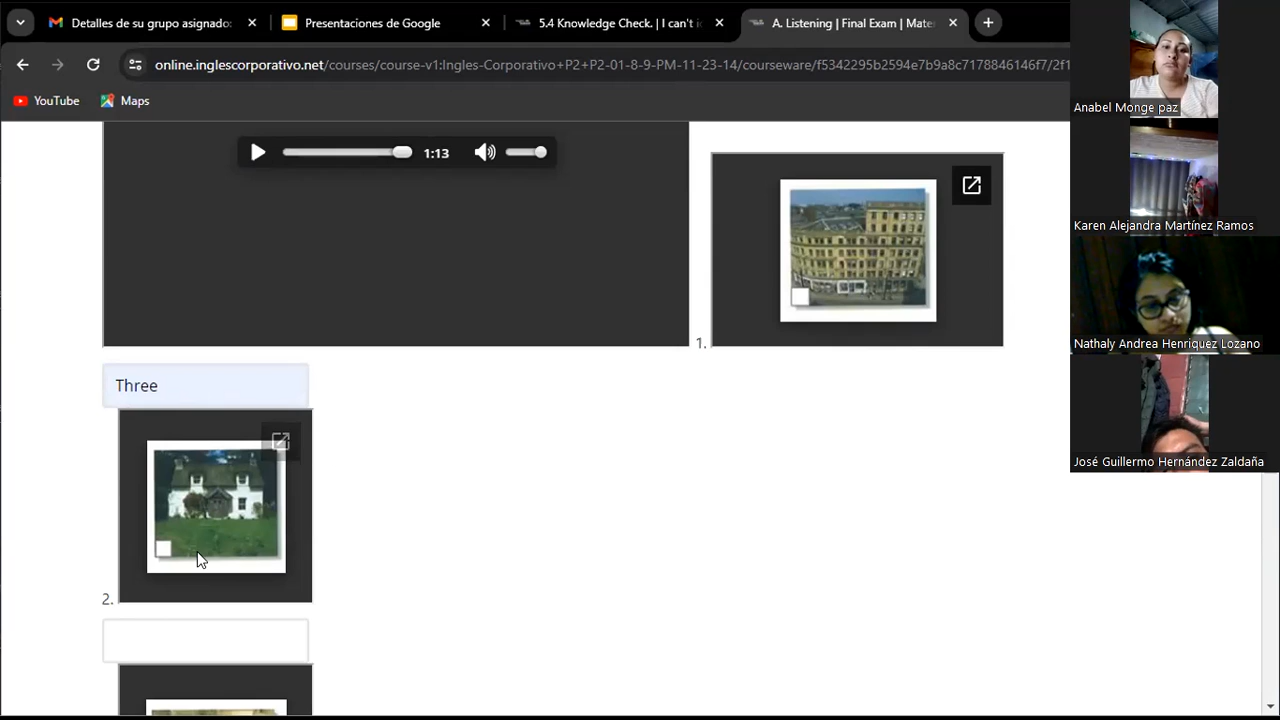 Detalles de su grupo asignado:
Presentaciones de Google
5.4 Knowledge Check. | I can't i
A. Listening | Final Exam | Mate
online.inglescorporativo.net/courses/course-v1:Ingles-Corporativo+P2+P2-01-8-9-PM-11-23-14/courseware/f5342295b2594e7b9a8c7178846146f7/2f1
YouTube
Maps
1:13
1.
Three
2.
Anabel Monge paz
Karen Alejandra Martínez Ramos
Nathaly Andrea Henriquez Lozano
José Guillermo Hernández Zaldaña